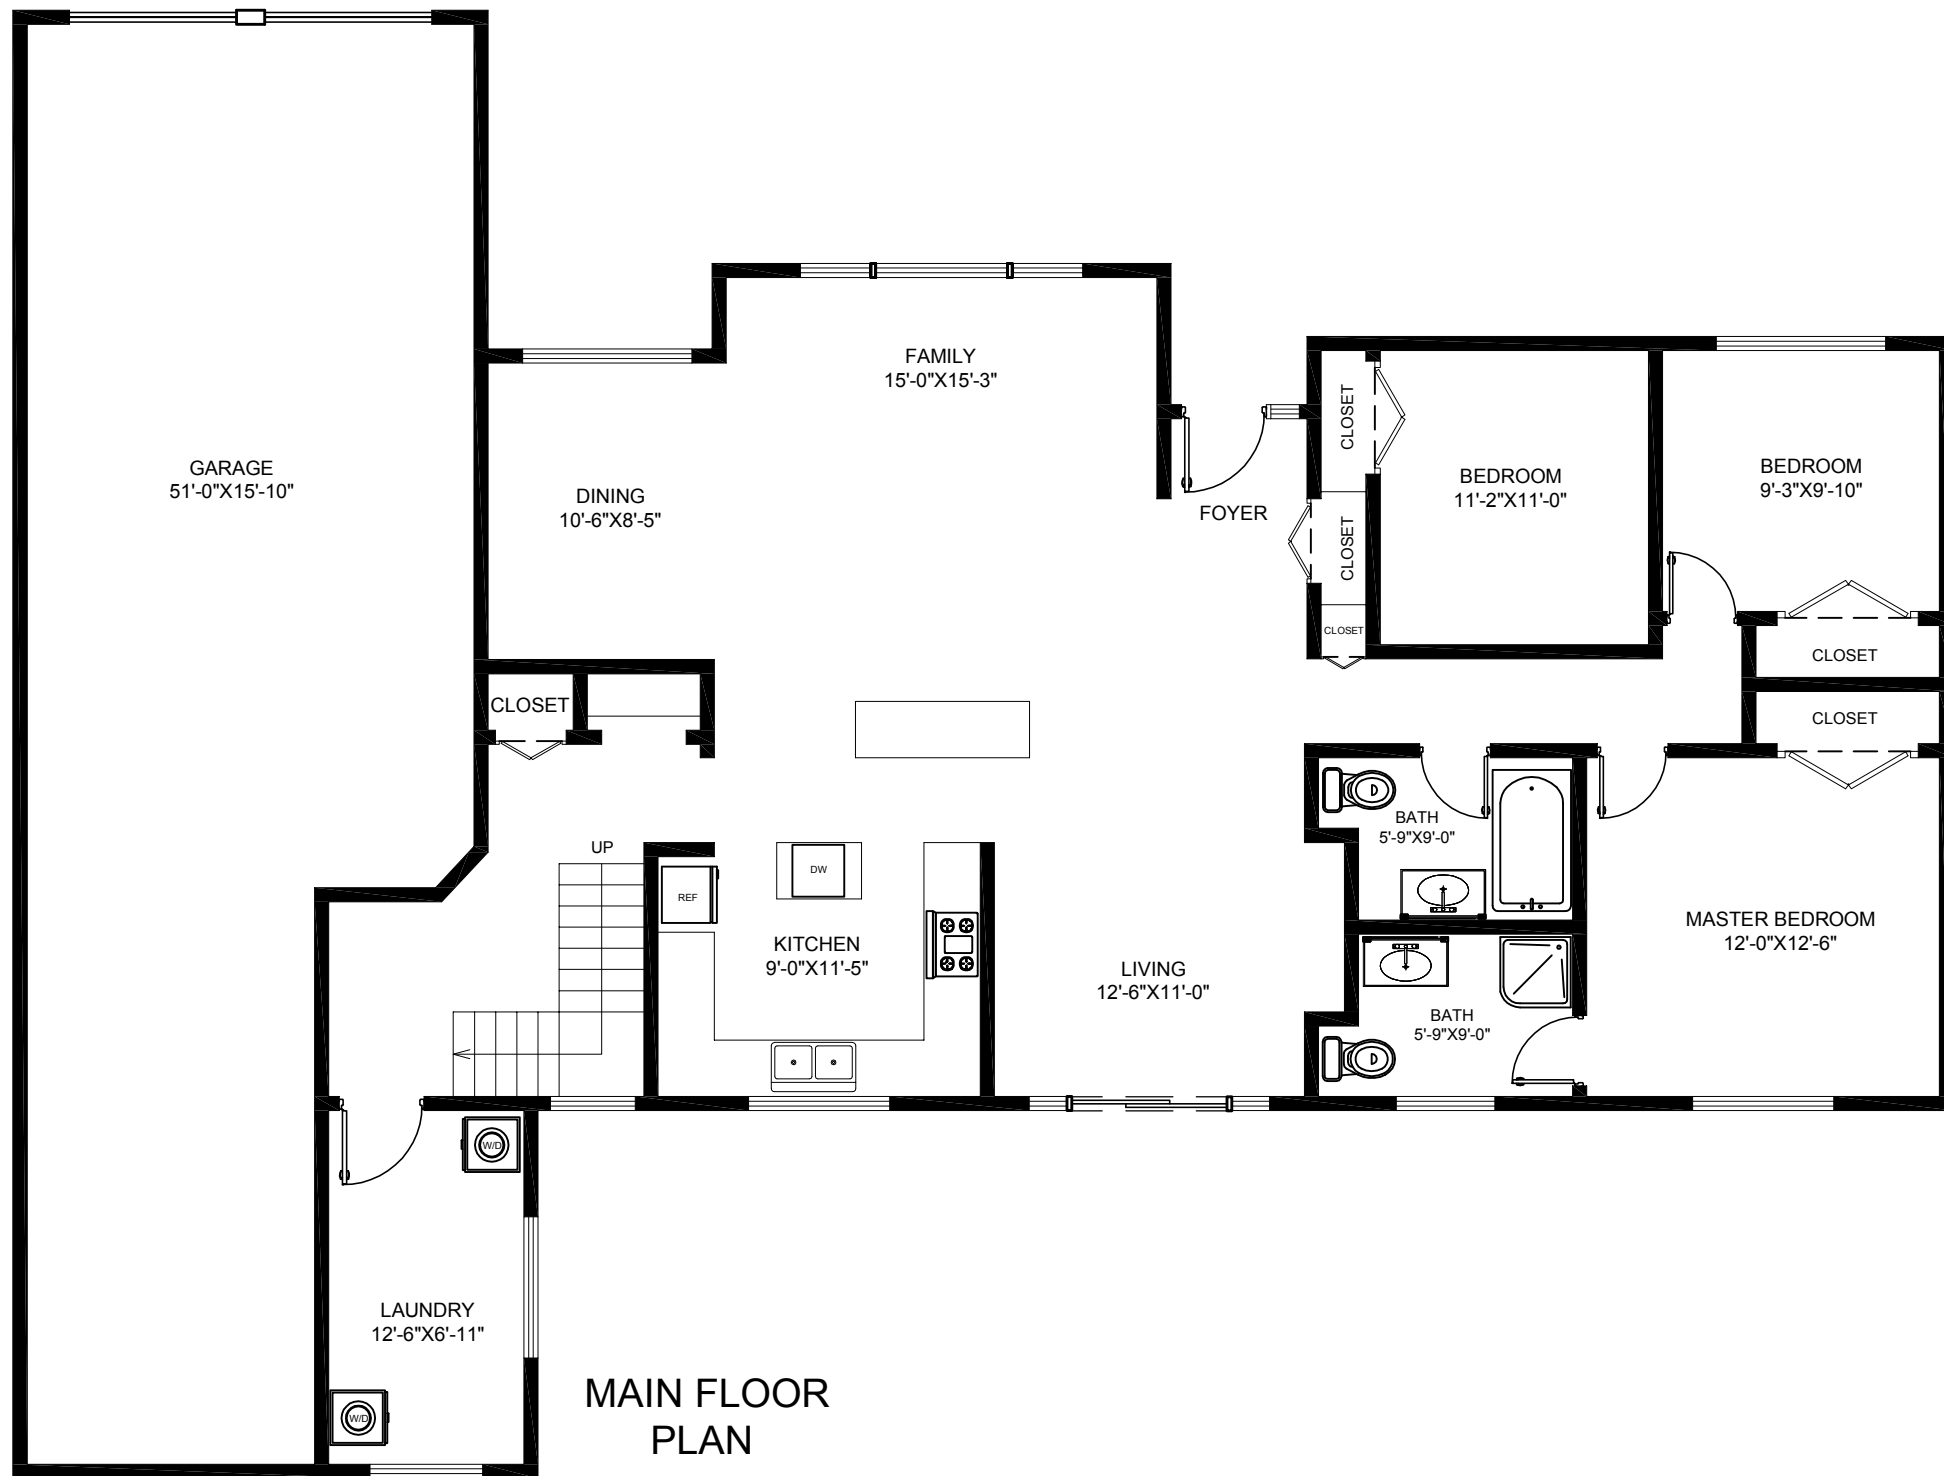 FAMILY
15'-0"X15'-3"
GARAGE
51'-0"X15'-10"
DINING
10'-6"X8'-5"
FOYER
CLOSET
CLOSET
CLOSET
BEDROOM
11'-2"X11'-0"
BEDROOM
9'-3"X9'-10"
CLOSET
CLOSET
CLOSET
UP
REF
DW
KITCHEN
9'-0"X11'-5"
LIVING
12'-6"X11'-0"
BATH
5'-9"X9'-0"
MASTER BEDROOM
12'-0"X12'-6"
BATH
5'-9"X9'-0"
W/D
LAUNDRY
12'-6"X6'-11"
W/D
MAIN FLOOR
PLAN